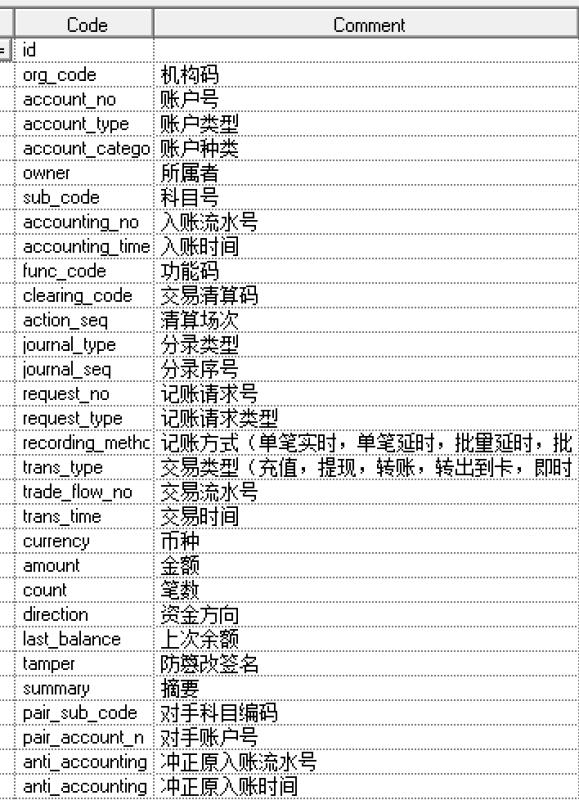 Code Comment
id
org_code 机构码
account_no 账户号
account_type 账户类型
account_catego 账户种类
owner 所属者
sub_code 科目号
accounting_no 入账流水号
accounting_time 入账时间
func_code 功能码
clearing_code 交易清算码
action_seq 清算场次
journal_type 分录类型
journal_seq 分录序号
request_no 记账请求号
request_type 记账请求类型
recording_methc 记账方式（单笔实时，单笔延时，批量延时，批
trans_type 交易类型（充值，提现，转账，转出到卡，即时
trade_flow_no 交易流水号
trans_time 交易时间
currency 币种
amount 金额
count 笔数
direction 资金方向
last_balance 上次余额
tamper 防篡改签名
summary 摘要
pair_sub_code 对手科目编码
pair_account_n 对手账户号
anti_accounting 冲正原入账流水号
anti_accounting 冲正原入账时间